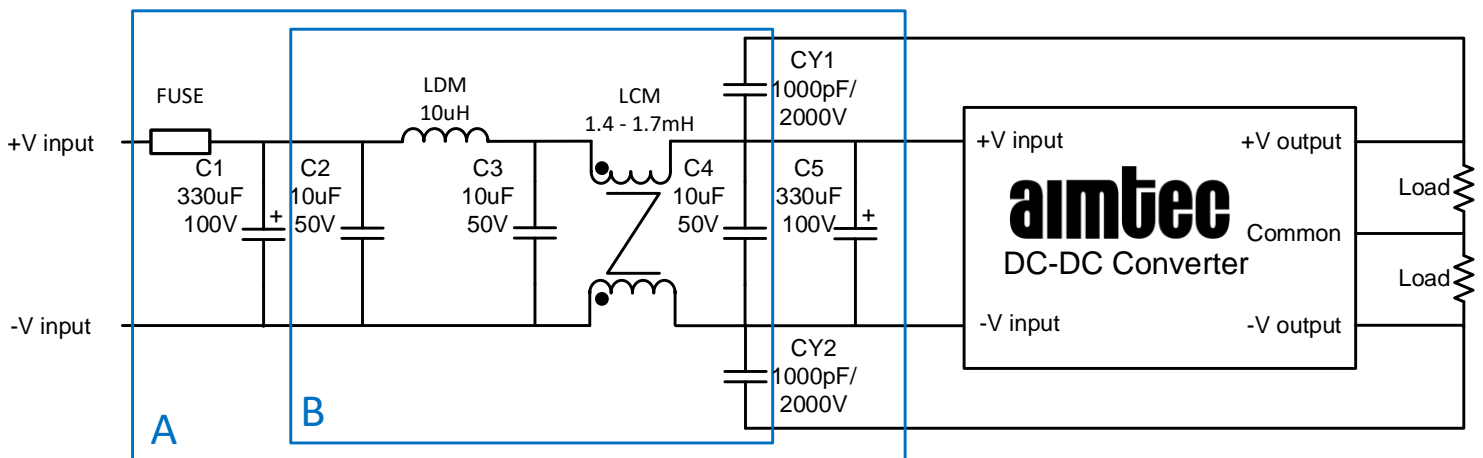 FUSE
+V input
-V input
C1
330uF
100V
+
C2
10uF
50V
LDM
10uH
C3
10uF
50V
LCM
1.4 - 1.7mH
CY1
1000pF/
2000V
C4
10uF
50V
C5
330uF
100V
+
CY2
1000pF/
2000V
A
B
+V input
-V input
aimtec
DC-DC Converter
+V output
Common
-V output
Load
Load